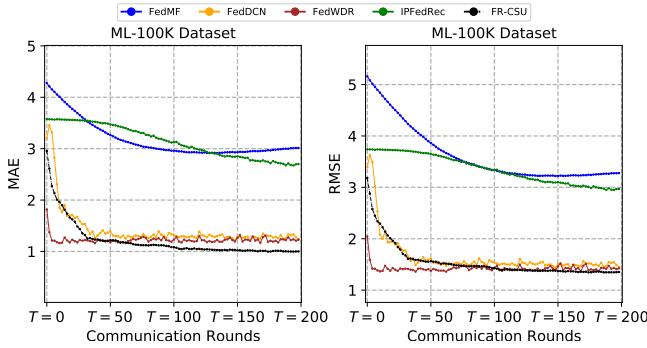 FedMF FedDCN FedWDR IPFedRec FR-CSU
ML-100K Dataset
5
4
3
2
1
MAE
T = 0 T = 50 T = 100 T = 150 T = 200
Communication Rounds
ML-100K Dataset
5
4
3
2
1
RMSE
T = 0 T = 50 T = 100 T = 150 T = 200
Communication Rounds